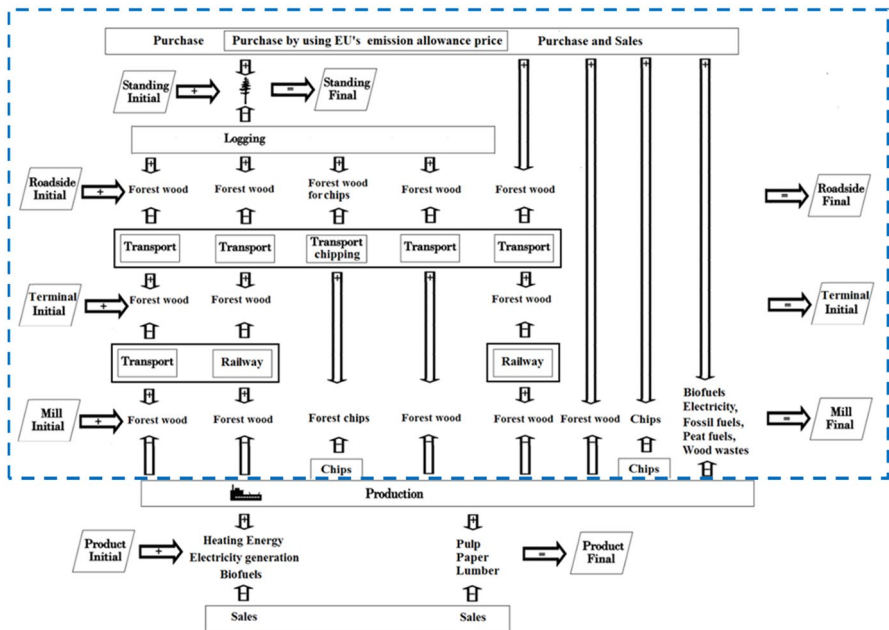 Purchase Purchase by using EU's emission allowance price Purchase and Sales
Standing
Initial
+
=
Standing
Final
+
+
+
+
+
Logging
+
+
+
+
Roadside
Initial
+
Forest wood
Forest wood
Forest wood
for chips
Forest wood
Forest wood
=
Roadside
Final
Transport
Transport
Transport
chipping
Transport
Transport
+
+
+
+
+
Terminal
Initial
+
Forest wood
Forest wood
Forest wood
=
Terminal
Initial
Transport
Railway
Railway
+
+
+
Mill
Initial
+
Forest wood
Forest wood
Forest chips
Forest wood
Forest wood
Forest wood
Chips
Biofuels
Electricity,
Fossil fuels,
Peat fuels,
Wood wastes
=
Mill
Final
Chips
Chips
Production
+
+
Product
Initial
+
Heating Energy
Electricity generation
Biofuels
Pulp
Paper
Lumber
=
Product
Final
Sales
Sales